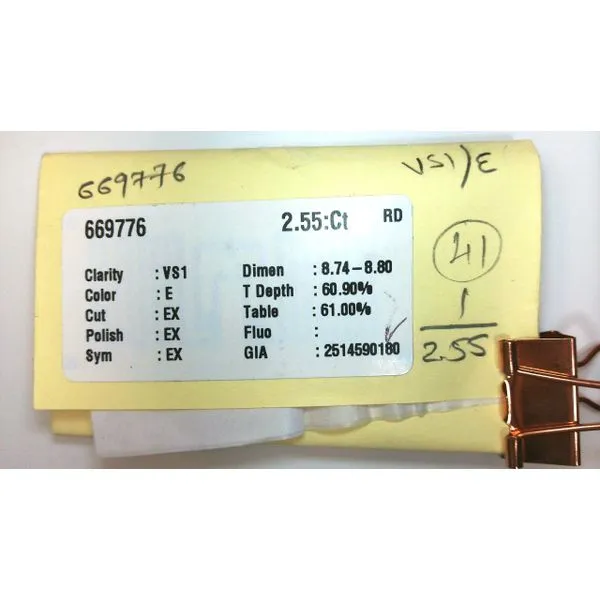 669776
VS1/E
669776 2.55:Ct RD
Clarity : VS1
Color : E
Cut : EX
Polish : EX
Sym : EX
Dimen : 8.74-8.80
T Depth : 60.90%
Table : 61.00%
Fluo :
GIA : 2514590180
41
1
2.55